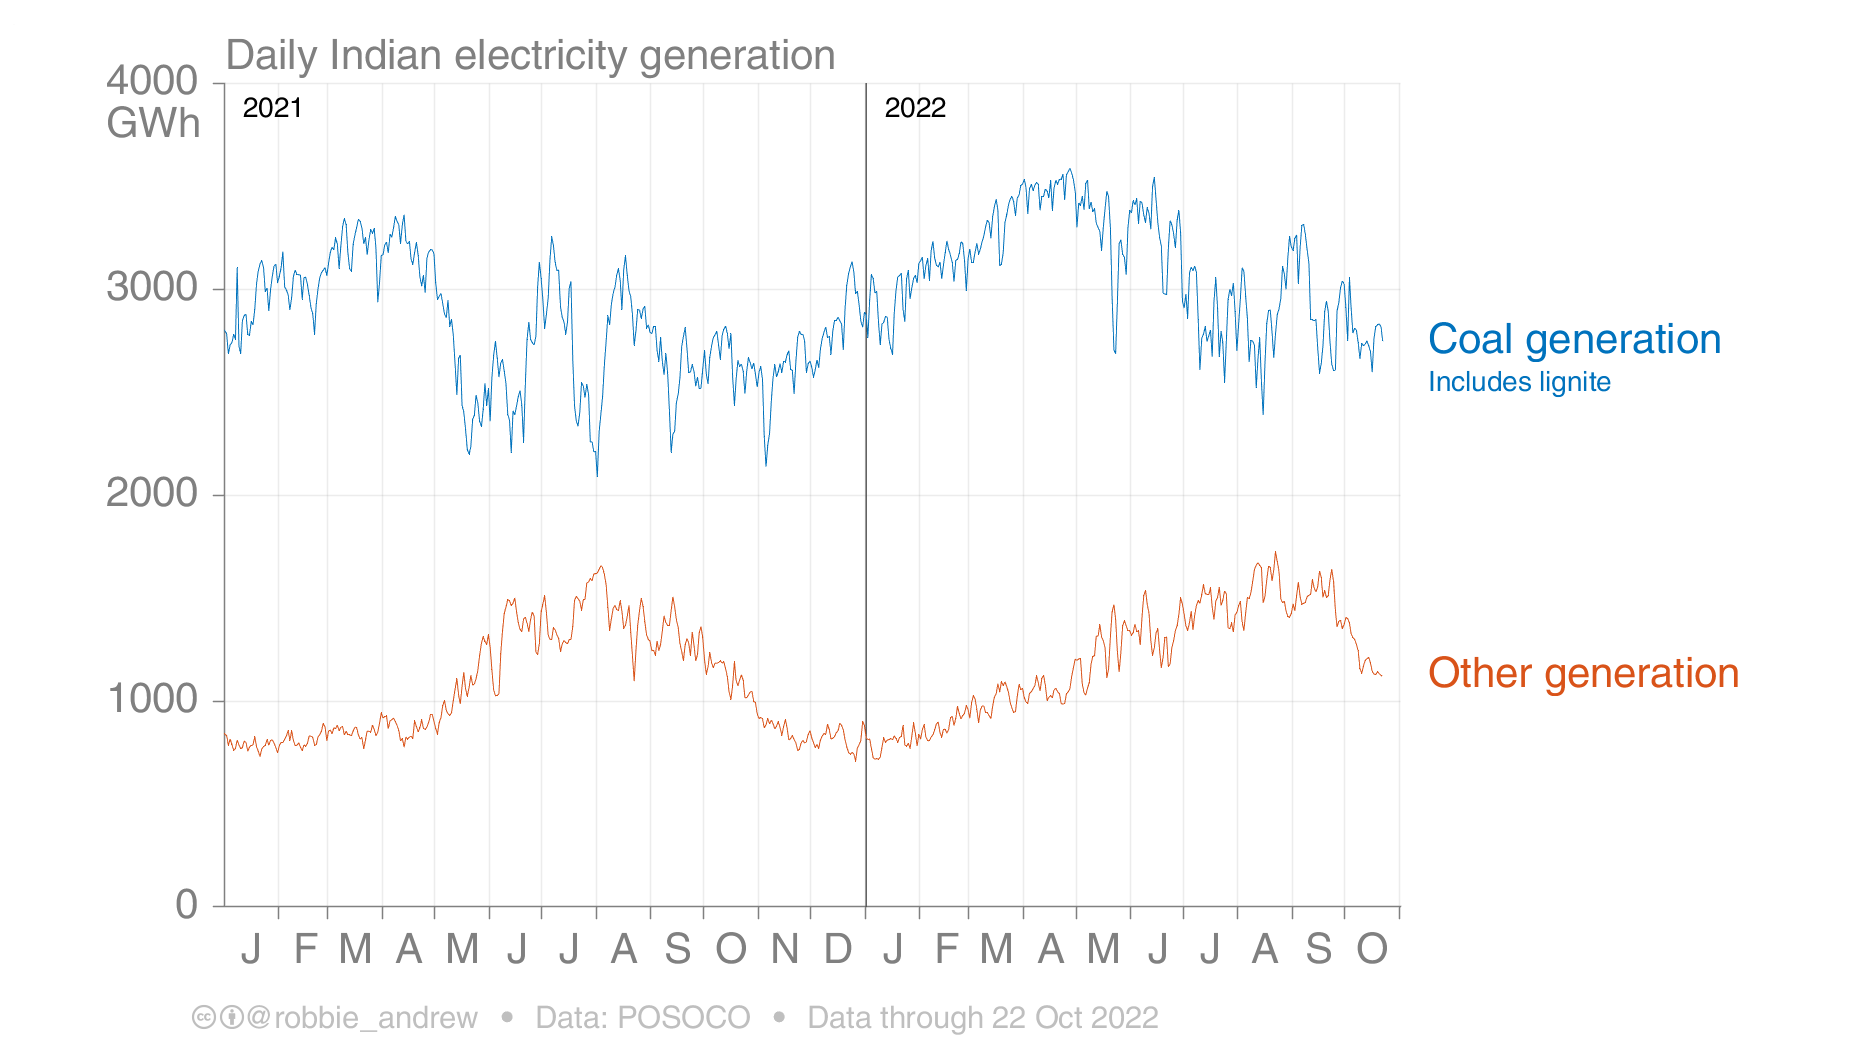 Daily Indian electricity generation
4000
GWh
2021
2022
3000
2000
1000
0
Coal generation
Includes lignite
Other generation
J F M A M J J A S O N D J F M A M J J A S O
cc @robbie_andrew • Data: POSOCO • Data through 22 Oct 2022